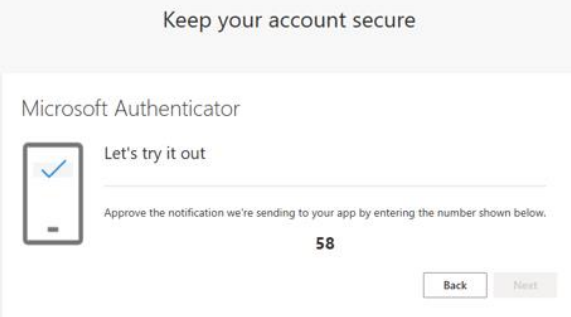 Keep your account secure
Microsoft Authenticator
Let's try it out
Approve the notification we're sending to your app by entering the number shown below.
58
Back
Next